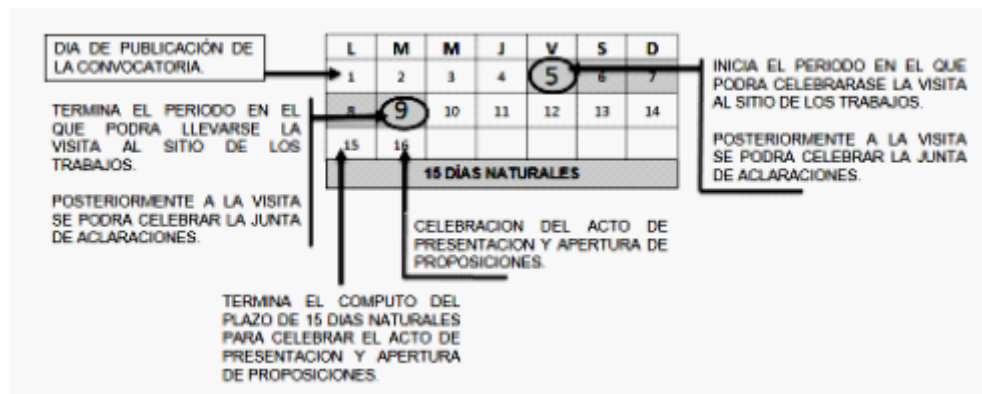 DIA DE PUBLICACIÓN DE
LA CONVOCATORIA.
L M M J V S D
1 2 3 4 5 6 7
8 9 10 11 12 13 14
15 16
15 DÍAS NATURALES
INICIA EL PERIODO EN EL QUE
PODRA CELEBRARASE LA VISITA
AL SITIO DE LOS TRABAJOS.
POSTERIORMENTE A LA VISITA
SE PODRA CELEBRAR LA JUNTA
DE ACLARACIONES.
TERMINA EL PERIODO EN EL
QUE PODRA LLEVARSE LA
VISITA AL SITIO DE LOS
TRABAJOS.
POSTERIORMENTE A LA VISITA
SE PODRA CELEBRAR LA JUNTA
DE ACLARACIONES.
CELEBRACION DEL ACTO DE
PRESENTACION Y APERTURA DE
PROPOSICIONES.
TERMINA EL COMPUTO DEL
PLAZO DE 15 DIAS NATURALES
PARA CELEBRAR EL ACTO DE
PRESENTACION Y APERTURA
DE PROPOSICIONES.